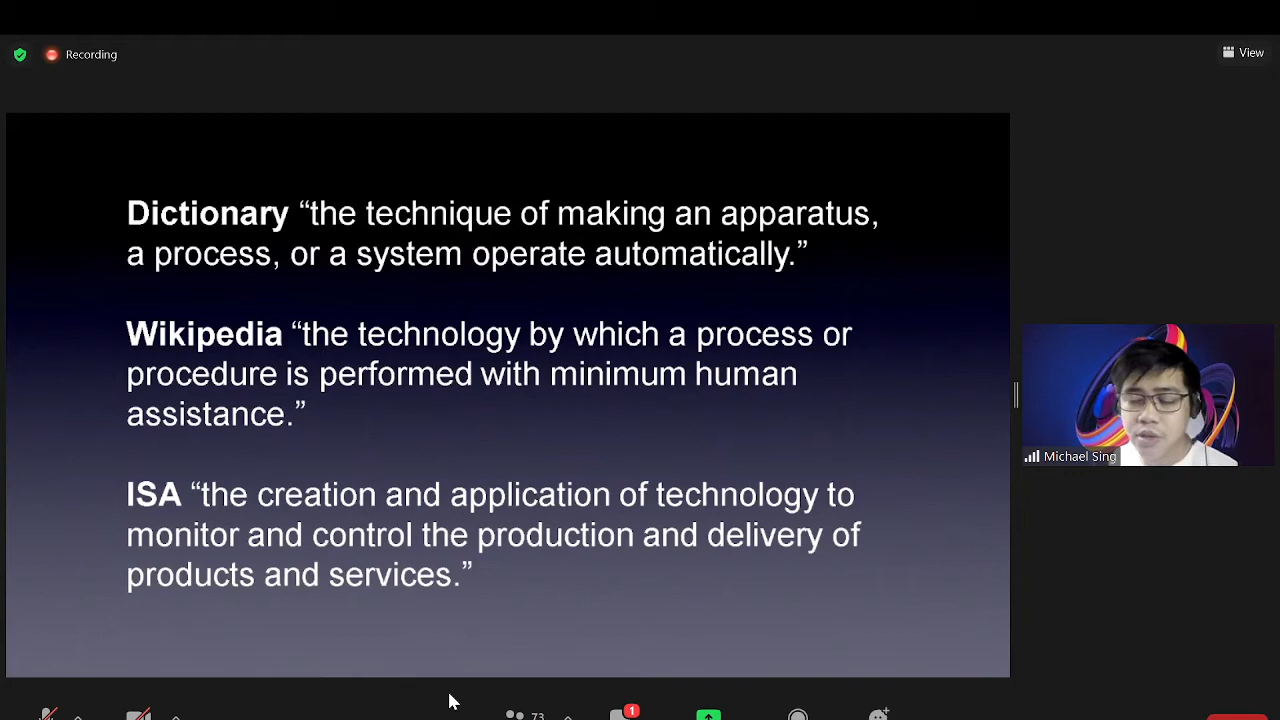 Recording
View
Dictionary “the technique of making an apparatus,
a process, or a system operate automatically.”
Wikipedia “the technology by which a process or
procedure is performed with minimum human
assistance.”
ISA “the creation and application of technology to
monitor and control the production and delivery of
products and services.”
Michael Sing
73
1